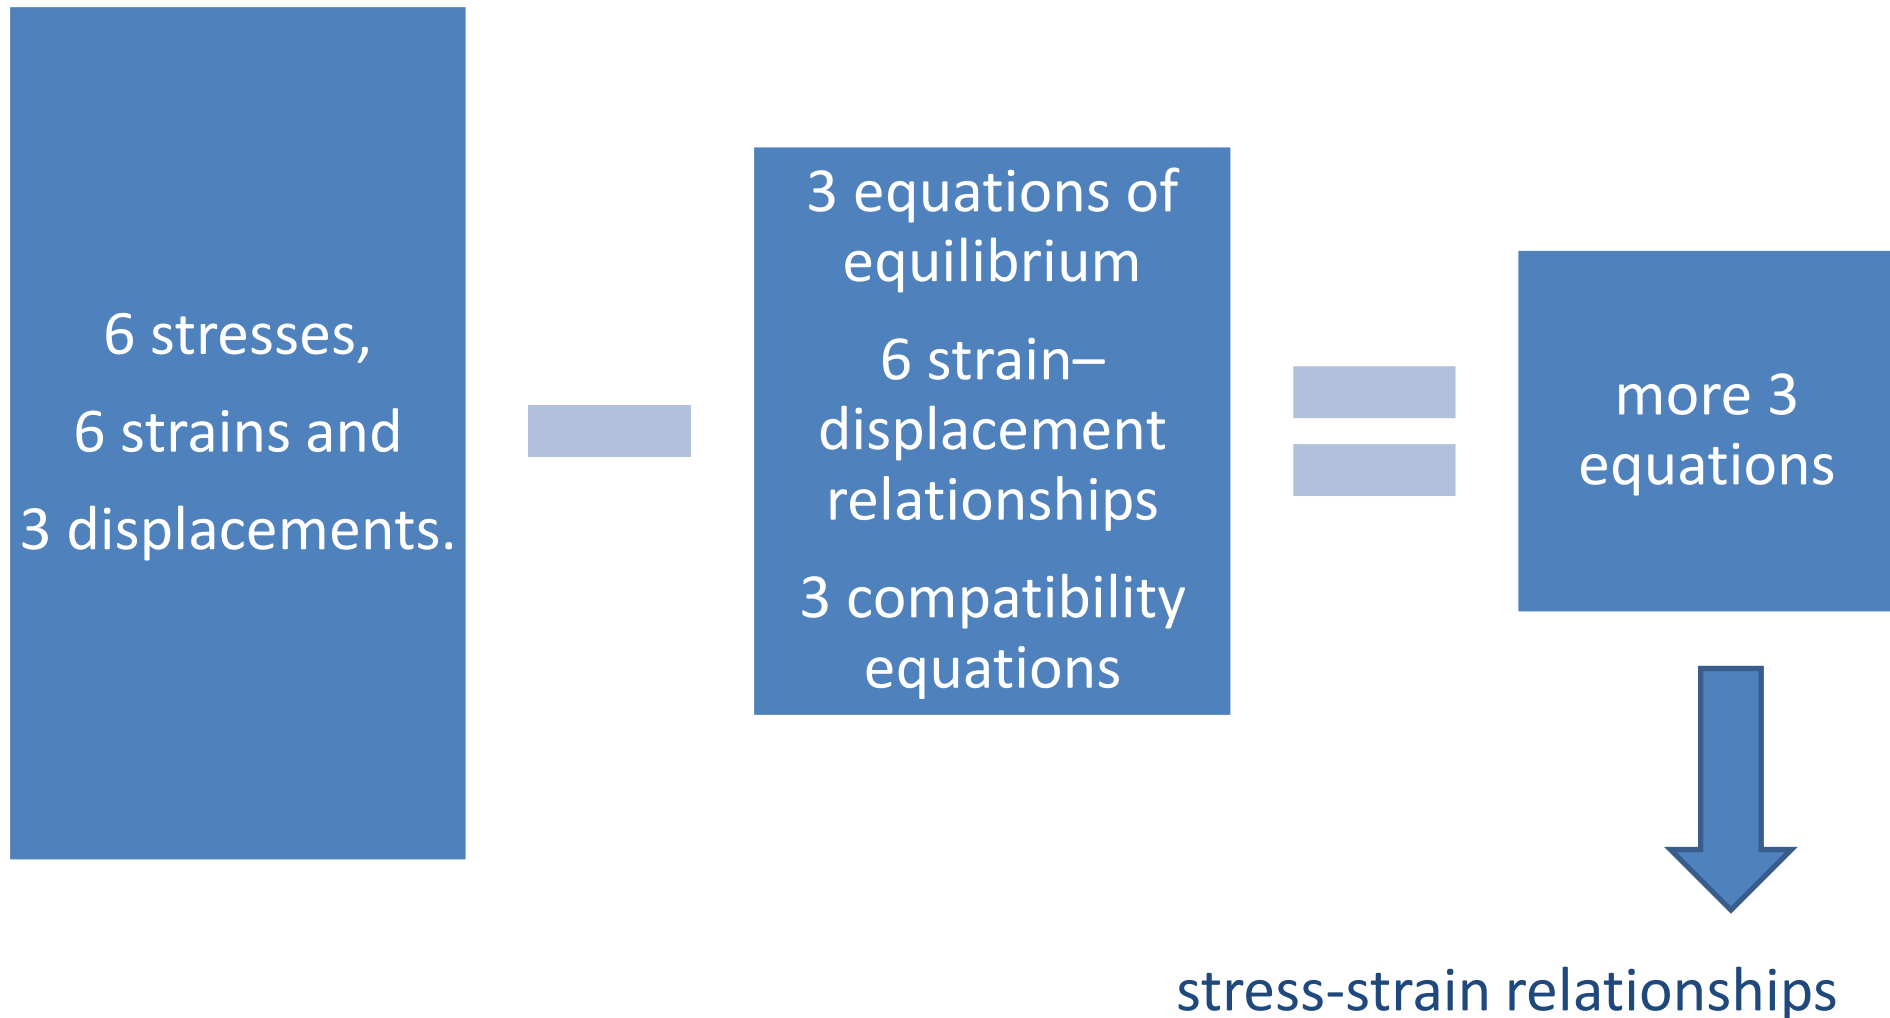 6 stresses,
6 strains and
3 displacements.
3 equations of
equilibrium
6 strain–
displacement
relationships
3 compatibility
equations
more 3
equations
stress-strain relationships